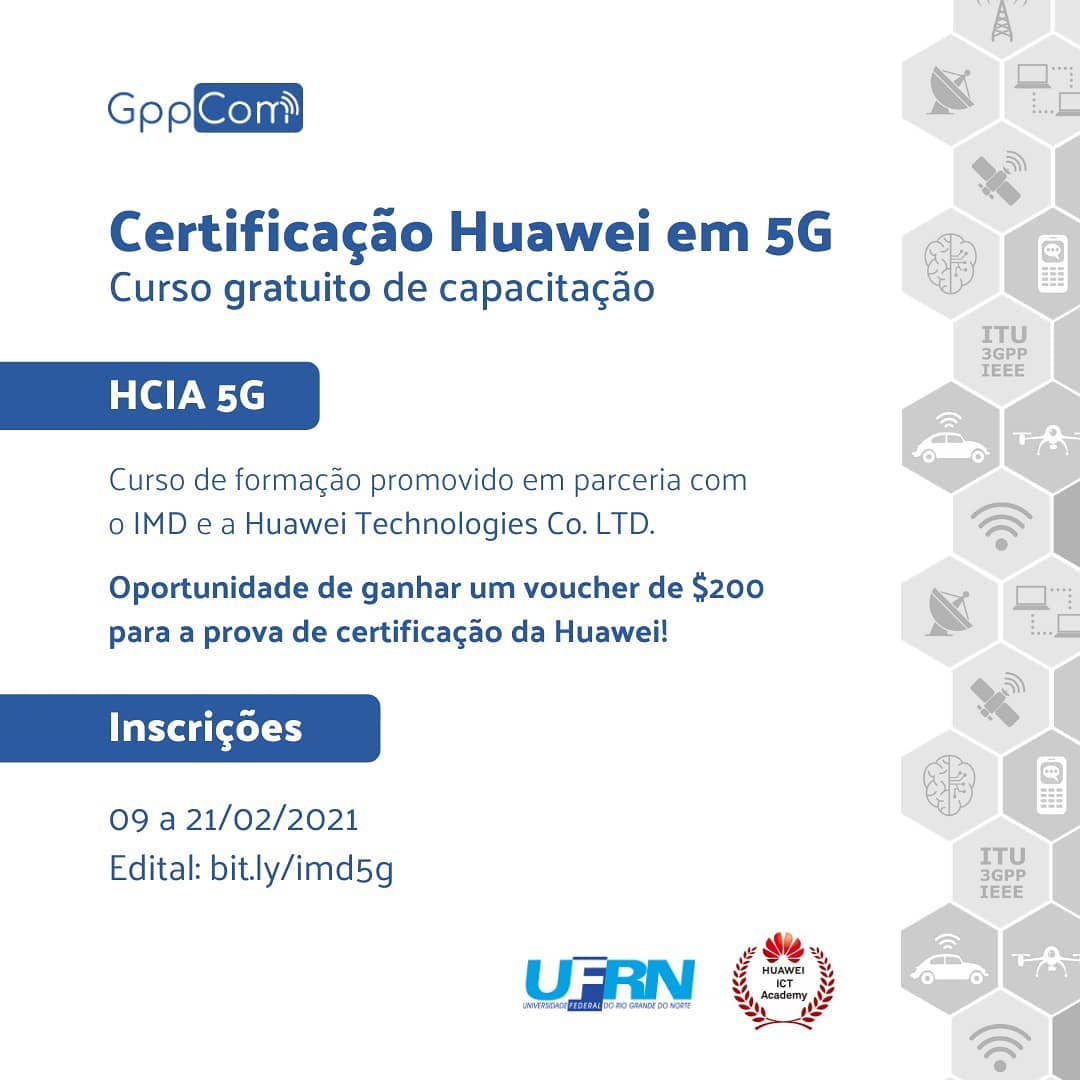 GppCom
Certificação Huawei em 5G
Curso gratuito de capacitação
HCIA 5G
Curso de formação promovido em parceria com
o IMD e a Huawei Technologies Co. LTD.
Oportunidade de ganhar um voucher de $200
para a prova de certificação da Huawei!
Inscrições
09 a 21/02/2021
Edital: bit.ly/imd5g
UFRN
UNIVERSIDADE FEDERAL DO RIO GRANDE DO NORTE
HUAWEI
ICT
Academy
ITU
3GPP
IEEE
ITU
3GPP
IEEE